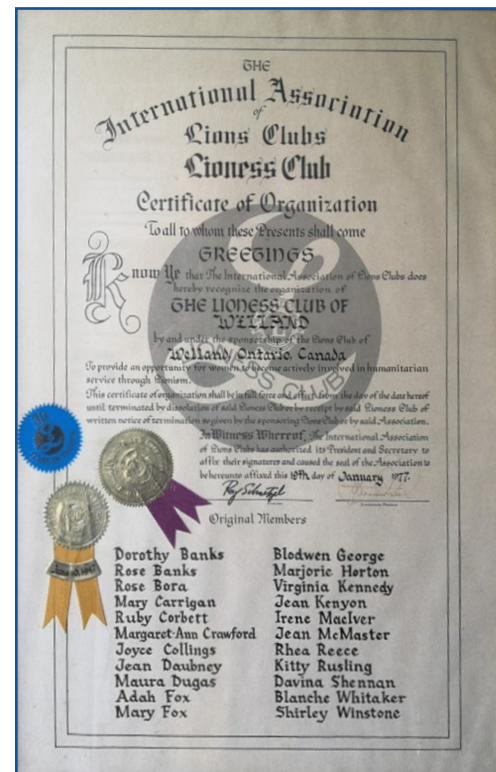 THE
International Association
of
Lions Clubs
Lioness Club
Certificate of Organization
To all to whom these Presents shall come
GREETINGS
Know Ye that The International Association of Lions Clubs does
hereby recognize the organization of
THE LIONESS CLUB OF
WELLAND
by and under the sponsorship of the Lions Club of
Welland, Ontario, Canada
To provide an opportunity for women to become actively involved in humanitarian
service through Lionism.
This certificate of organization shall be in full force and effect from the day of the date hereof
until terminated by dissolution of said Lioness Club or by receipt by said Lioness Club of
written notice of termination so given by the sponsoring Lions Club or by said Association.
In Witness Whereof, The International Association
of Lions Clubs has authorized its President and Secretary to
affix their signatures and caused the seal of the Association to
be hereunto affixed this 19th day of January 1977.
Roy Schaetzel
Original Members
Dorothy Banks
Rose Banks
Rose Bora
Mary Carrigan
Ruby Corbett
Margaret-Ann Crawford
Joyce Collings
Jean Daubney
Maura Dugas
Adah Fox
Mary Fox
Blodwen George
Marjorie Horton
Virginia Kennedy
Jean Kenyon
Irene MacIver
Jean McMaster
Rhea Reece
Kitty Rusling
Davina Shennan
Blanche Whitaker
Shirley Winstone
LIONESS CLUB